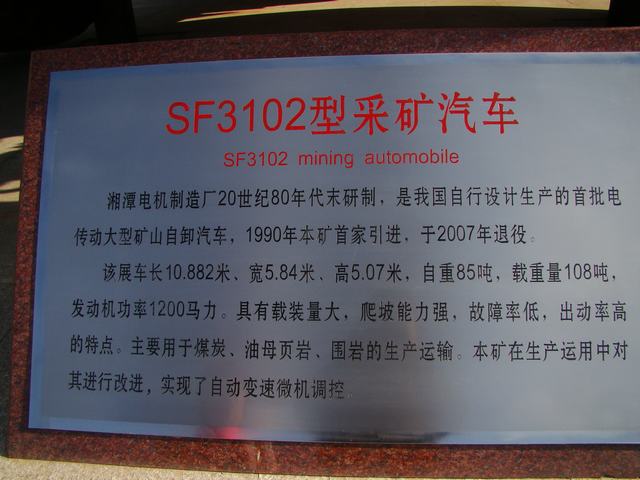 SF3102型采矿汽车
SF3102 mining automobile
湘潭电机制造厂20世纪80年代末研制，是我国自行设计生产的首批电
传动大型矿山自卸汽车，1990年本矿首家引进，于2007年退役。
该展车长10.882米、宽5.84米、高5.07米，自重85吨，载重量108吨，
发动机功率1200马力。具有载装量大，爬坡能力强，故障率低，出动率高
的特点。主要用于煤炭、油母页岩、围岩的生产运输。本矿在生产运用中对
其进行改进，实现了自动变速微机调控。